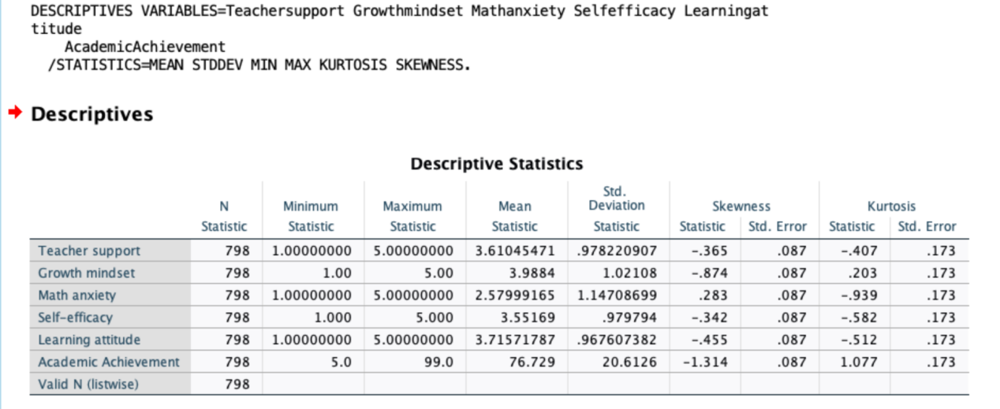 DESCRIPTIVES VARIABLES=Teachersupport Growthmindset Mathanxiety Selfefficacy Learningat
titude
AcademicAchievement
/STATISTICS=MEAN STDDEV MIN MAX KURTOSIS SKEWNESS.
Descriptives
Descriptive Statistics
N Minimum Maximum Mean Std. Deviation Skewness Kurtosis
Statistic Statistic Statistic Statistic Statistic Statistic Std. Error Statistic Std. Error
Teacher support 798 1.00000000 5.00000000 3.61045471 .978220907 -.365 .087 -.407 .173
Growth mindset 798 1.00 5.00 3.9884 1.02108 -.874 .087 .203 .173
Math anxiety 798 1.00000000 5.00000000 2.57999165 1.14708699 .283 .087 -.939 .173
Self-efficacy 798 1.000 5.000 3.55169 .979794 -.342 .087 -.582 .173
Learning attitude 798 1.00000000 5.00000000 3.71571787 .967607382 -.455 .087 -.512 .173
Academic Achievement 798 5.0 99.0 76.729 20.6126 -1.314 .087 1.077 .173
Valid N (listwise) 798